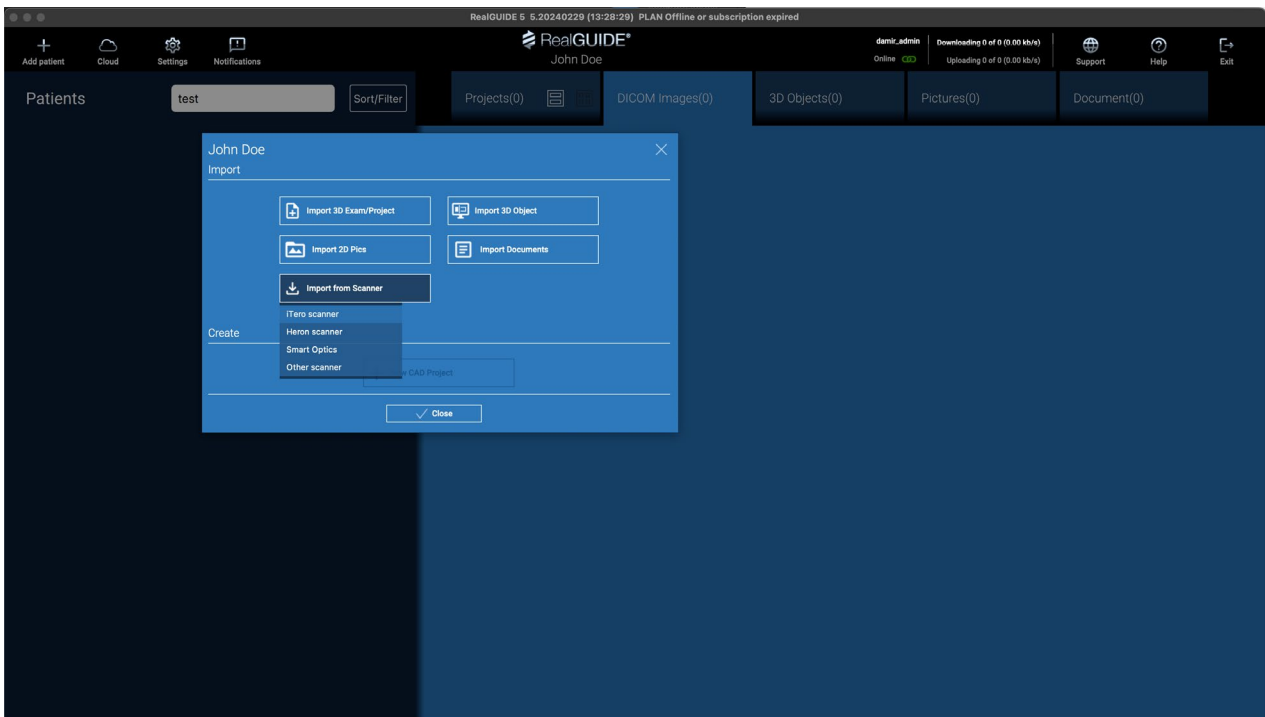 RealGUIDE 5 5.20240229 (13:28:29) PLAN Offline or subscription expired
Add patient
Cloud
Settings
Notifications
RealGUIDE®
John Doe
damir_admin
Online
Downloading 0 of 0 (0.00 kb/s)
Uploading 0 of 0 (0.00 kb/s)
Support
Help
Exit
Patients
test
Sort/Filter
Projects(0)
DICOM Images(0)
3D Objects(0)
Pictures(0)
Document(0)
John Doe
Import
Import 3D Exam/Project
Import 3D Object
Import 2D Pics
Import Documents
Import from Scanner
iTero scanner
Heron scanner
Smart Optics
Other scanner
Create
CAD Project
Close